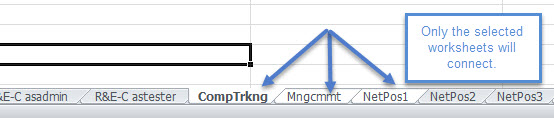 Only the selected
worksheets will
connect.
&E-C asadmin R&E-C astester CompTrkng Mngcmmt NetPos1 NetPos2 NetPos3